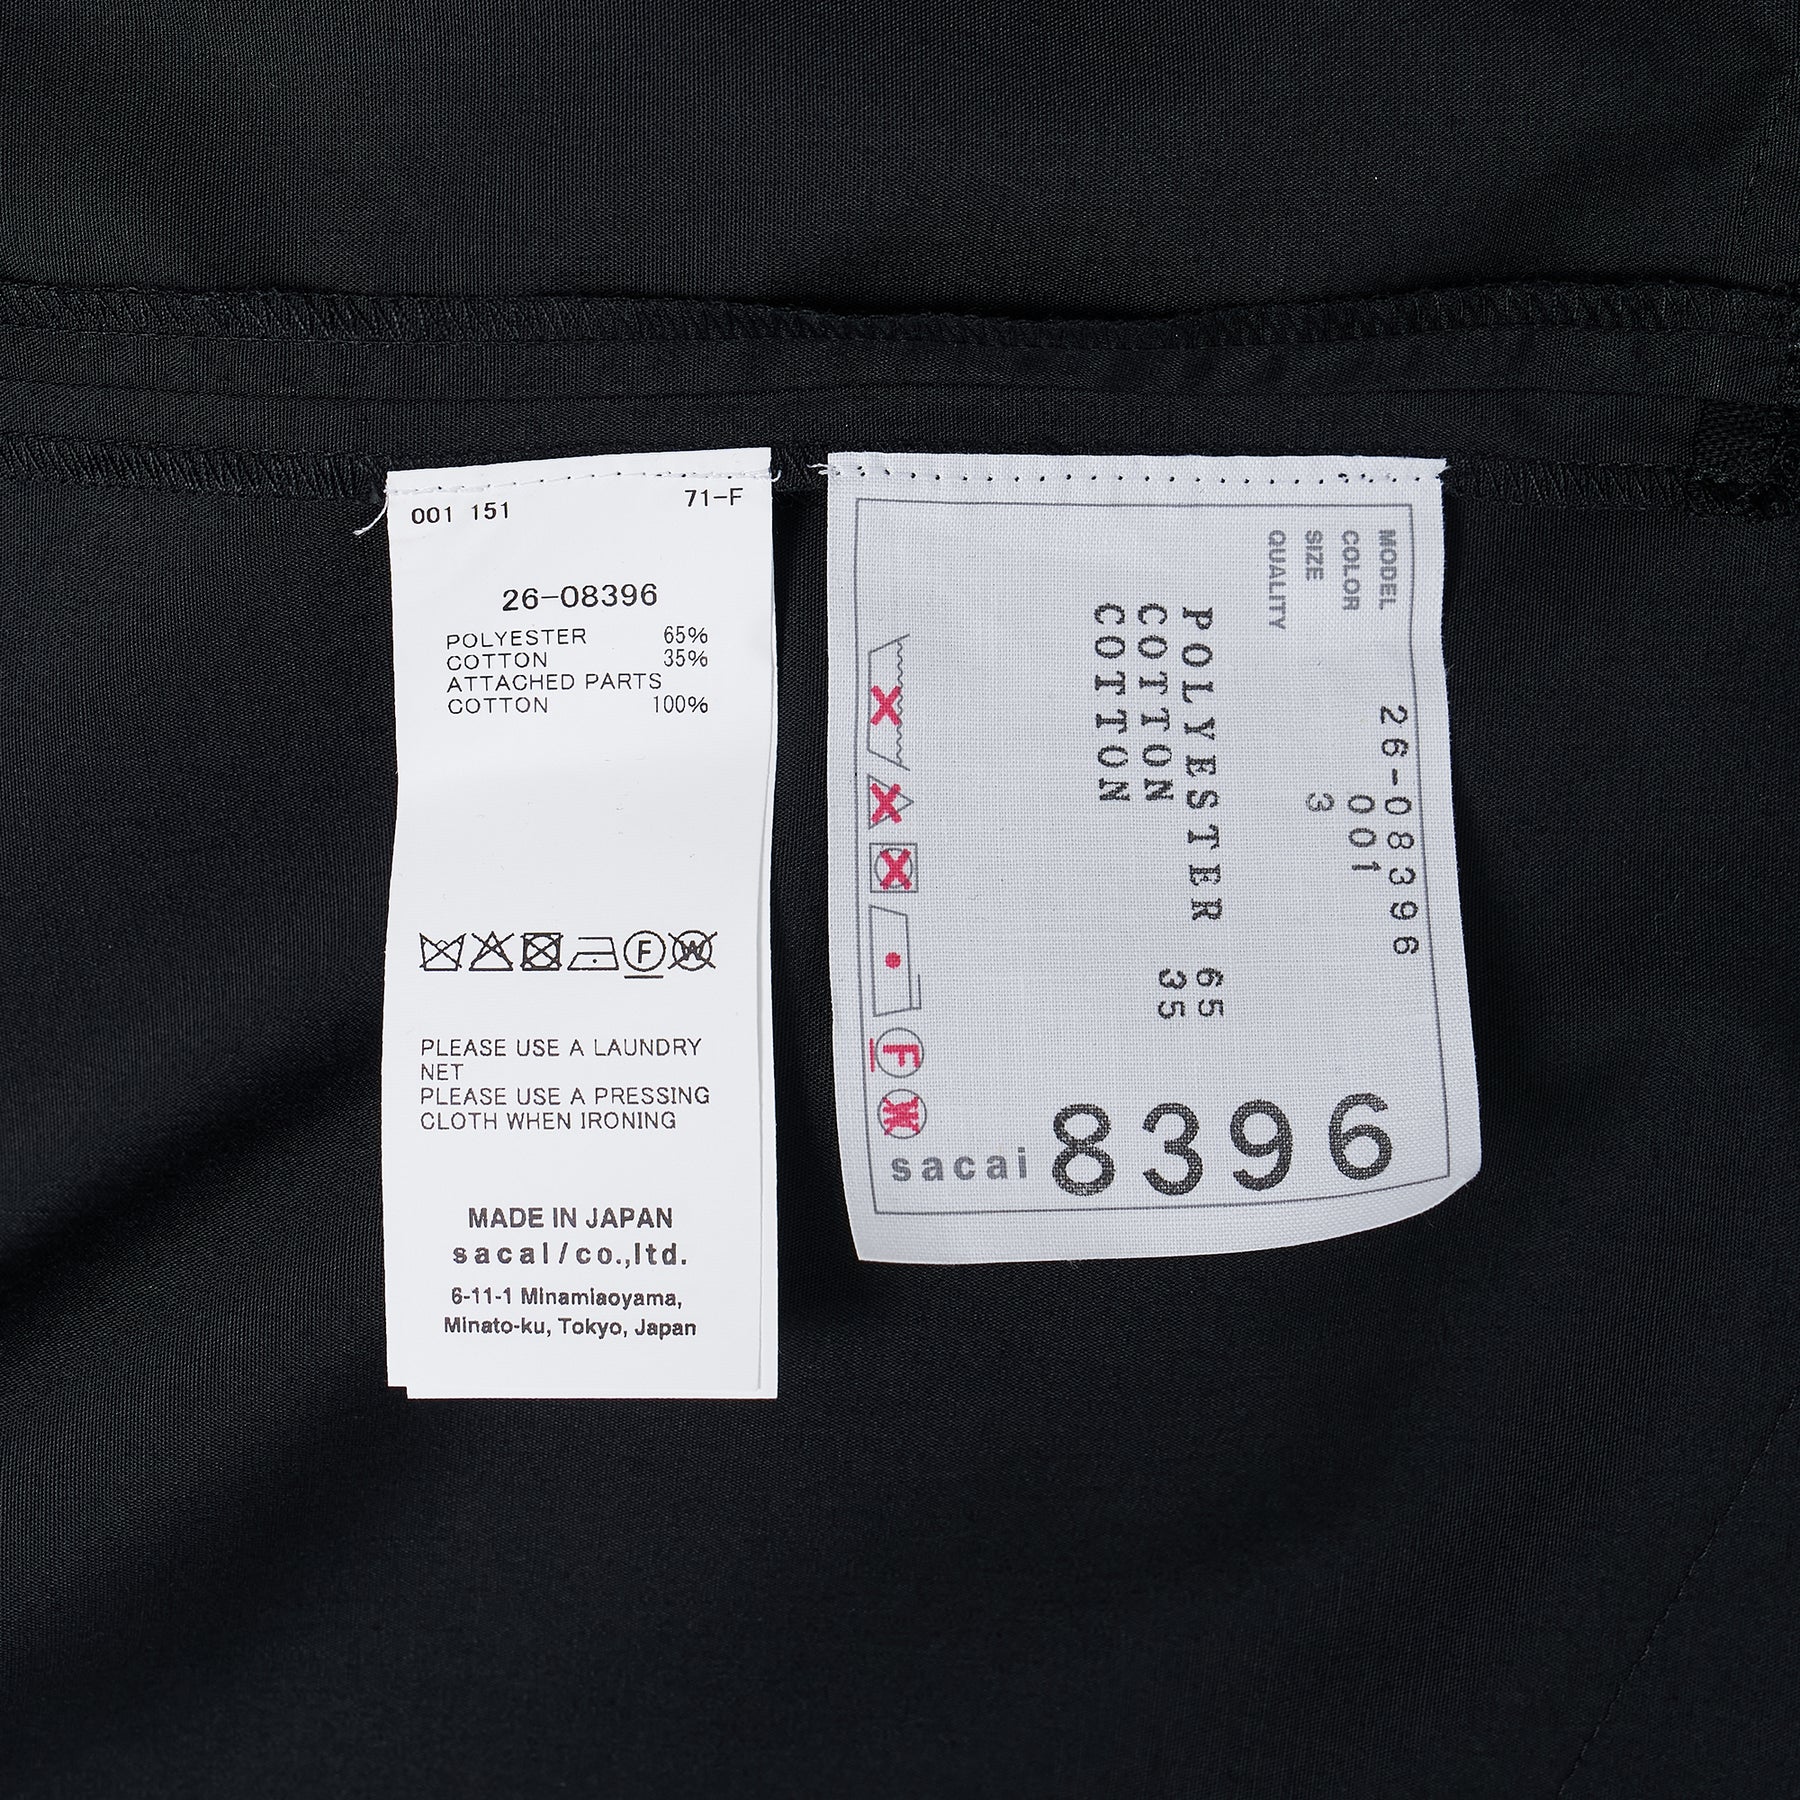 001 151 71-F
26-08396
POLYESTER 65%
COTTON 35%
ATTACHED PARTS
COTTON 100%
F W
PLEASE USE A LAUNDRY
NET
PLEASE USE A PRESSING
CLOTH WHEN IRONING
MADE IN JAPAN
sacai/co.,ltd.
6-11-1 Minamiaoyama,
Minato-ku, Tokyo, Japan
MODEL 26-08396
COLOR 001
SIZE 3
QUALITY
POLYESTER 65
COTTON 35
COTTON
F W
sacai 8396